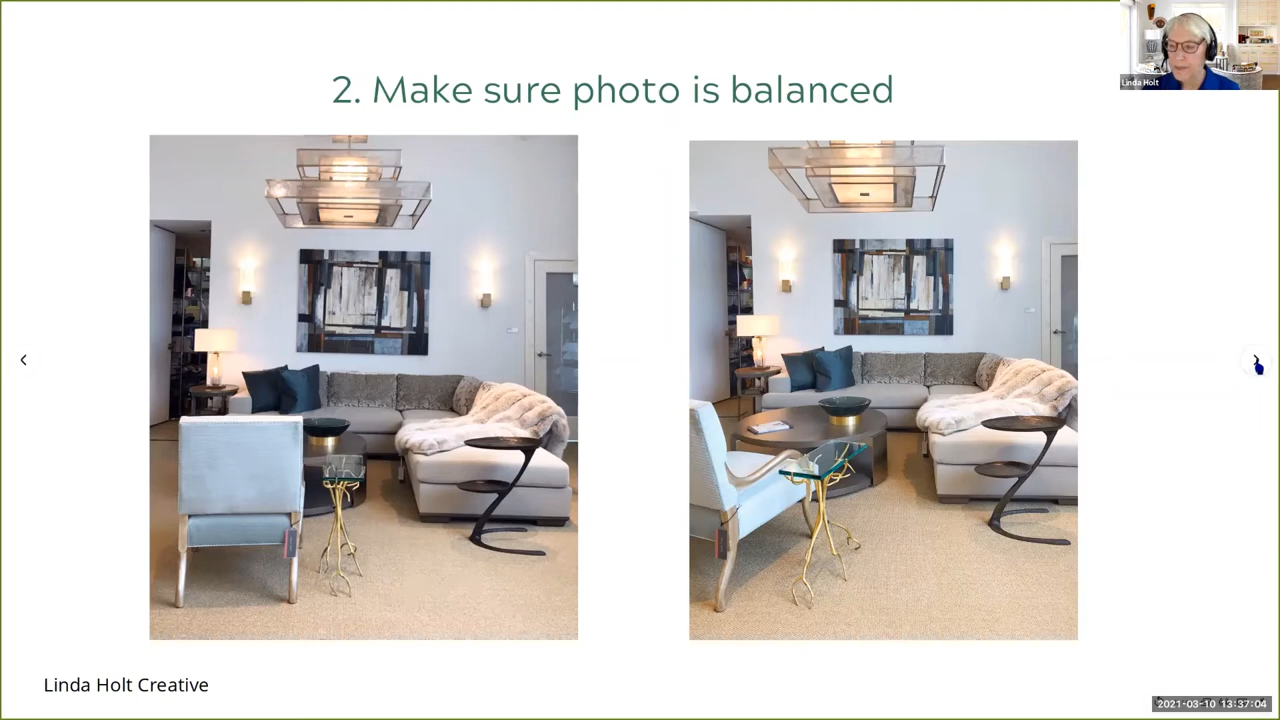 2. Make sure photo is balanced
Linda Holt
Linda Holt Creative
2021-03-10 13:37:04